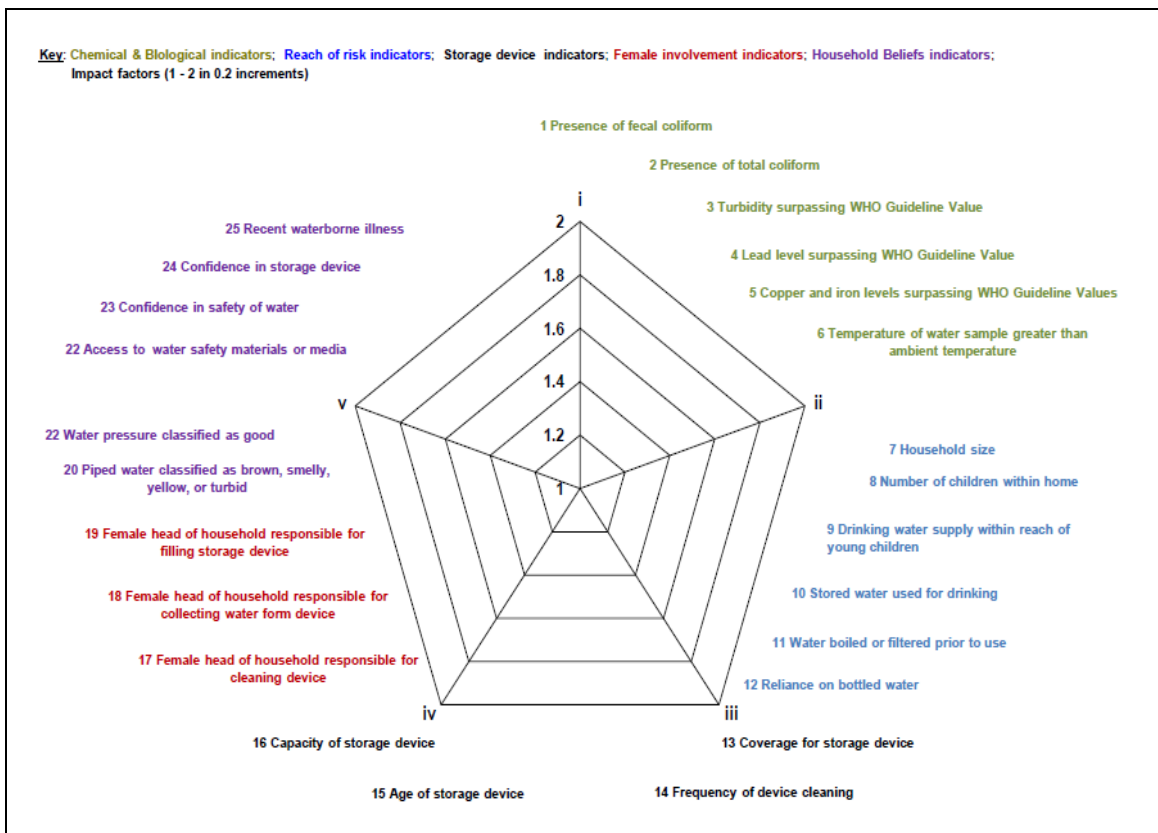 Key: Chemical & Biological indicators; Reach of risk indicators; Storage device indicators; Female involvement indicators; Household Beliefs indicators;
Impact factors (1 - 2 in 0.2 increments)
1 Presence of fecal coliform
2 Presence of total coliform
i
3 Turbidity surpassing WHO Guideline Value
2
25 Recent waterborne illness
4 Lead level surpassing WHO Guideline Value
24 Confidence in storage device
1.8
5 Copper and iron levels surpassing WHO Guideline Values
23 Confidence in safety of water
1.6
6 Temperature of water sample greater than
ambient temperature
22 Access to water safety materials or media
1.4
v
ii
22 Water pressure classified as good
1.2
7 Household size
20 Piped water classified as brown, smelly,
yellow, or turbid
1
8 Number of children within home
19 Female head of household responsible for
filling storage device
9 Drinking water supply within reach of
young children
18 Female head of household responsible for
collecting water form device
10 Stored water used for drinking
17 Female head of household responsible for
cleaning device
11 Water boiled or filtered prior to use
12 Reliance on bottled water
iv
iii
16 Capacity of storage device
13 Coverage for storage device
15 Age of storage device
14 Frequency of device cleaning